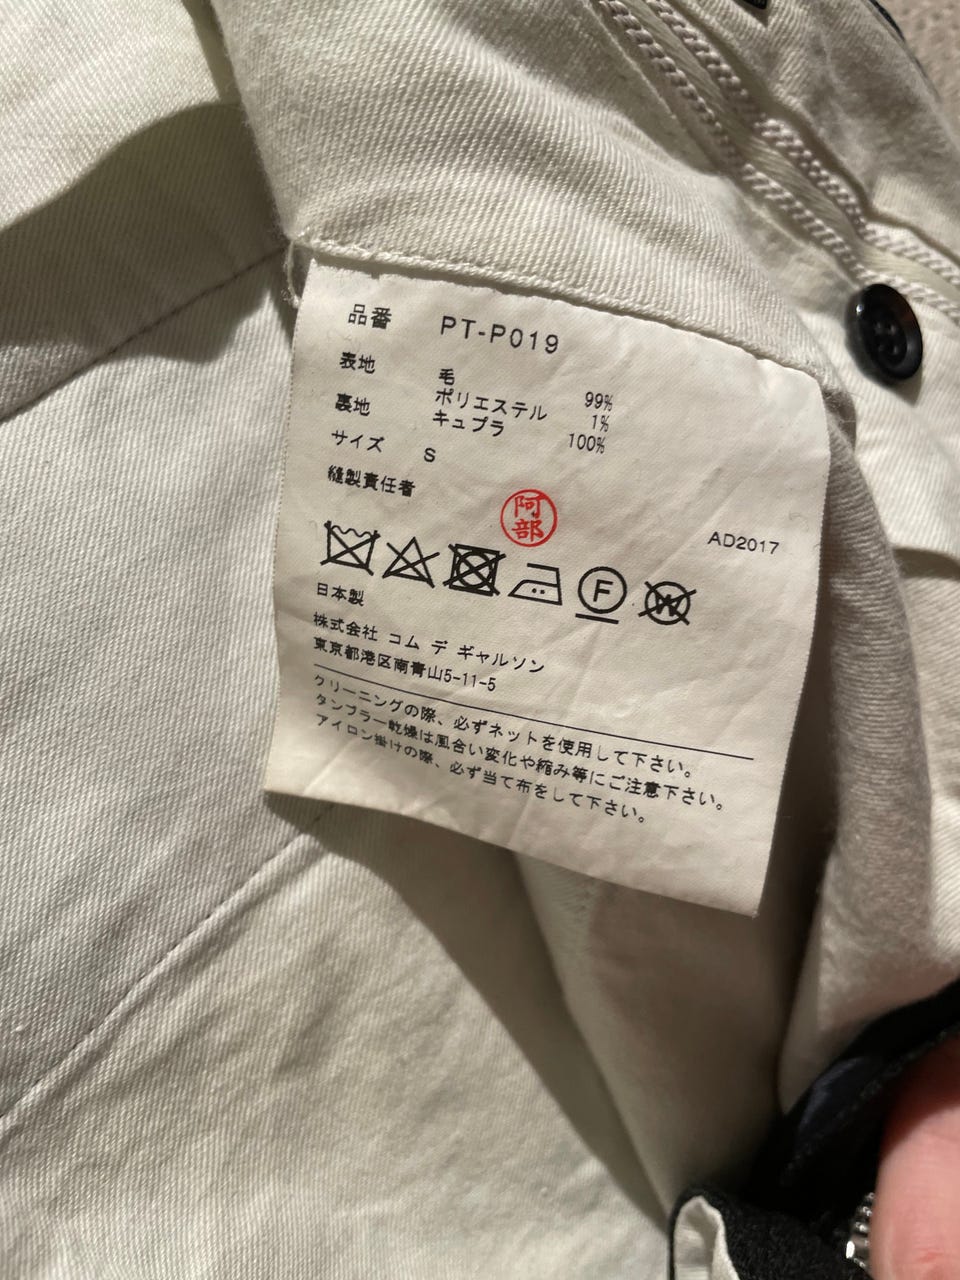 品番 PT-P019
表地 毛 99%
ポリエステル 1%
裏地 キュプラ 100%
サイズ S
縫製責任者 阿部
AD2017
F W
日本製
株式会社 コム デ ギャルソン
東京都港区南青山5-11-5
クリーニングの際、必ずネットを使用して下さい。
タンブラー乾燥は風合い変化や縮み等にご注意下さい。
アイロン掛けの際、必ず当て布をして下さい。